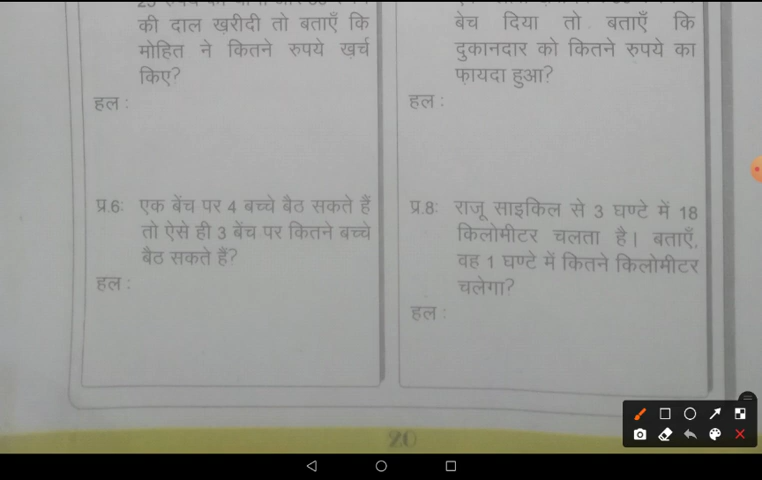 की दाल ख़रीदी तो बताएँ कि
मोहित ने कितने रुपये ख़र्च
किए?
हल :
प्र.6: एक बेंच पर 4 बच्चे बैठ सकते हैं
तो ऐसे ही 3 बेंच पर कितने बच्चे
बैठ सकते हैं?
हल :
बेच दिया तो बताएँ कि
दुकानदार को कितने रुपये का
फ़ायदा हुआ?
हल :
प्र.8: राजू साइकिल से 3 घण्टे में 18
किलोमीटर चलता है। बताएँ,
वह 1 घण्टे में कितने किलोमीटर
चलेगा?
हल :
20